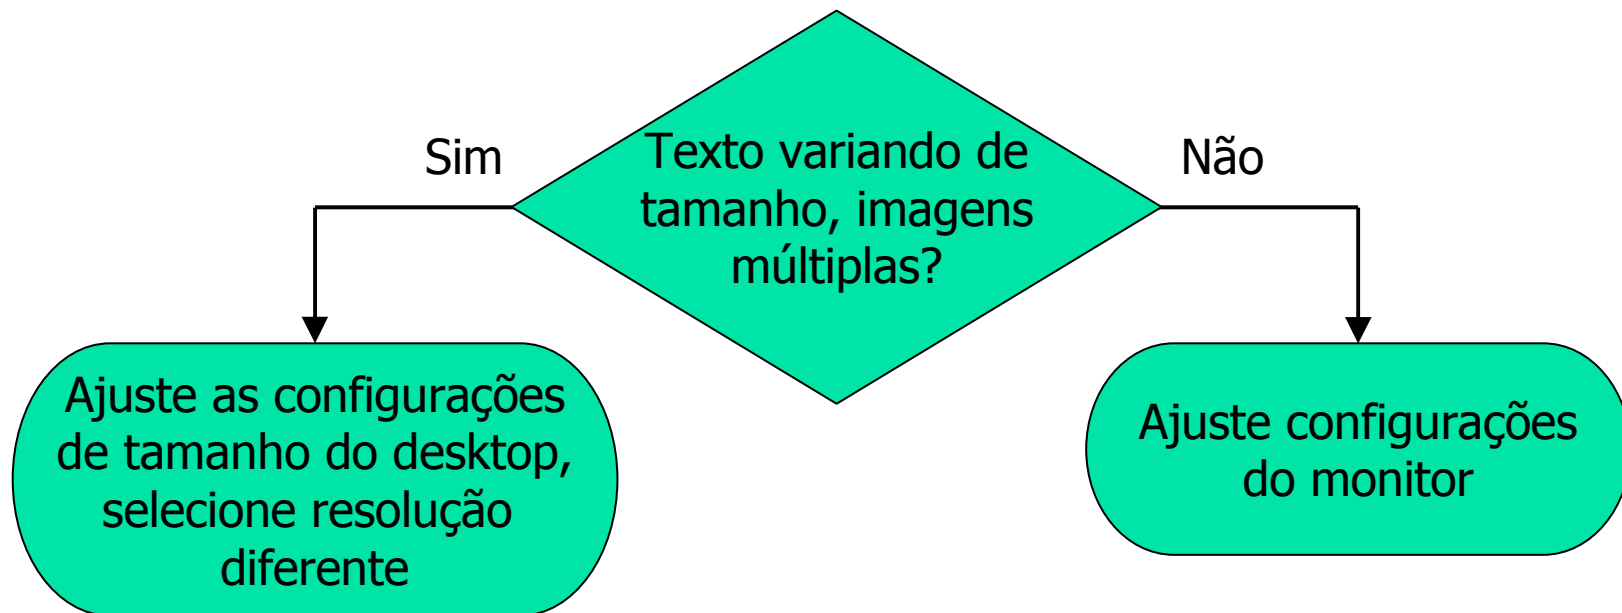 Sim
Texto variando de
tamanho, imagens
múltiplas?
Não
Ajuste as configurações
de tamanho do desktop,
selecione resolução
diferente
Ajuste configurações
do monitor